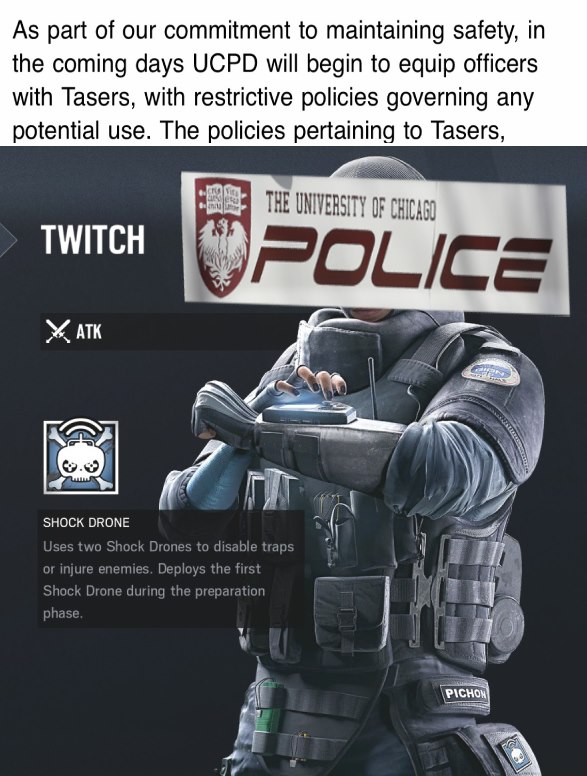 As part of our commitment to maintaining safety, in
the coming days UCPD will begin to equip officers
with Tasers, with restrictive policies governing any
potential use. The policies pertaining to Tasers,
THE UNIVERSITY OF CHICAGO
POLICE
TWITCH
ATK
GIGN
SHOCK DRONE
Uses two Shock Drones to disable traps
or injure enemies. Deploys the first
Shock Drone during the preparation
phase.
PICHON